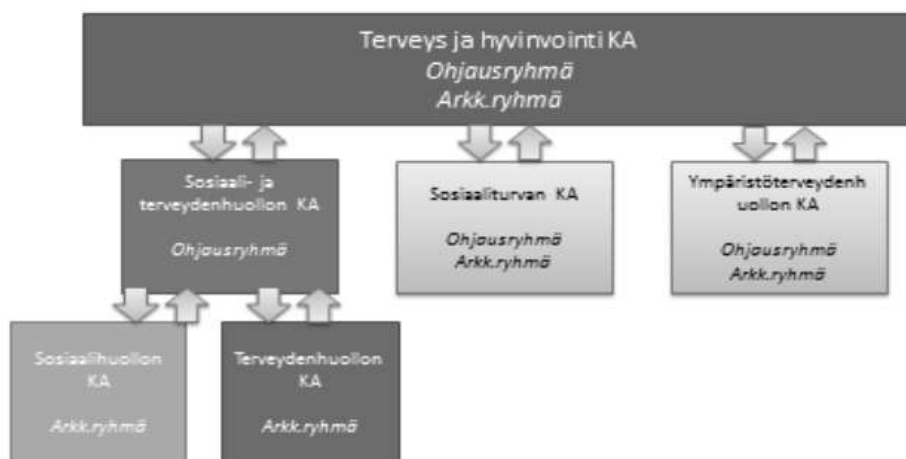 Terveys ja hyvinvointi KA
Ohjausryhmä
Arkk.ryhmä
Sosiaali- ja
terveydenhuollon KA
Ohjausryhmä
Sosiaaliturvan KA
Ohjausryhmä
Arkk.ryhmä
Ympäristöterveydenh
uollon KA
Ohjausryhmä
Arkk.ryhmä
Sosiaalihuollon
KA
Arkk.ryhmä
Terveydenhuollon
KA
Arkk.ryhmä